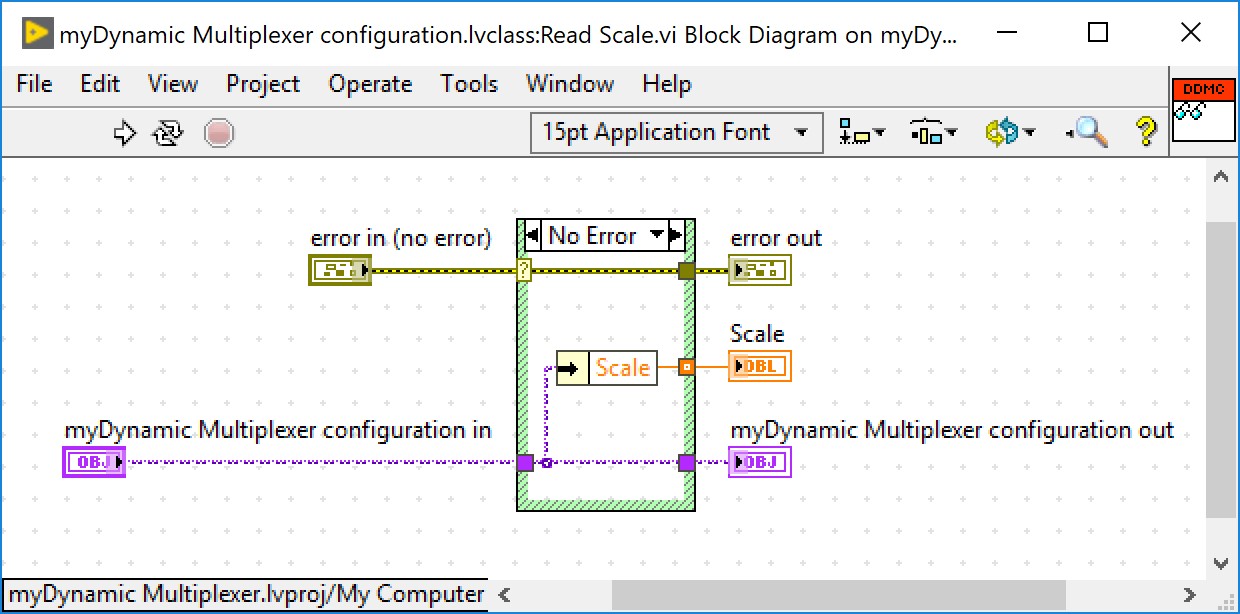 myDynamic Multiplexer configuration.lvclass:Read Scale.vi Block Diagram on myDy...
File Edit View Project Operate Tools Window Help
DDMC
15pt Application Font
?
No Error
error in (no error)
error out
?
Scale
Scale
DBL
myDynamic Multiplexer configuration in
myDynamic Multiplexer configuration out
OBJ
OBJ
myDynamic Multiplexer.lvproj/My Computer